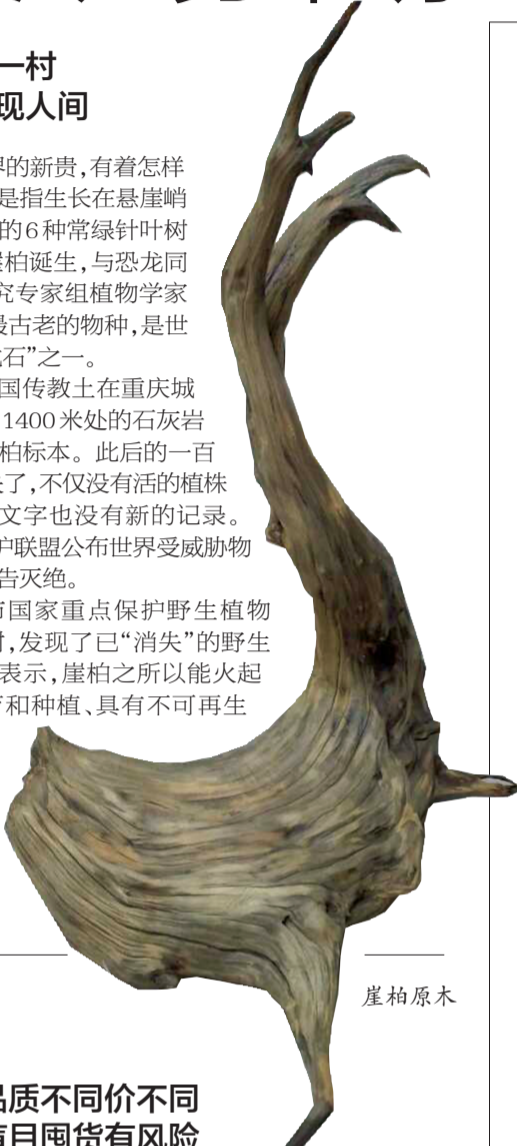 一村
现人间
界的新贵,有着怎样
是指生长在悬崖峭
的6种常绿针叶树
崖柏诞生,与恐龙同
究专家组植物学家
最古老的物种,是世
石”之一。
国传教士在重庆城
1400米处的石灰岩
柏标本。此后的一百
失了,不仅没有活的植株
文字也没有新的记录。
护联盟公布世界受威胁物
告灭绝。
布国家重点保护野生植物
时,发现了已“消失”的野生
表示,崖柏之所以能火起
育和种植、具有不可再生
崖柏原木
品质不同价不同
盲目囤货有风险